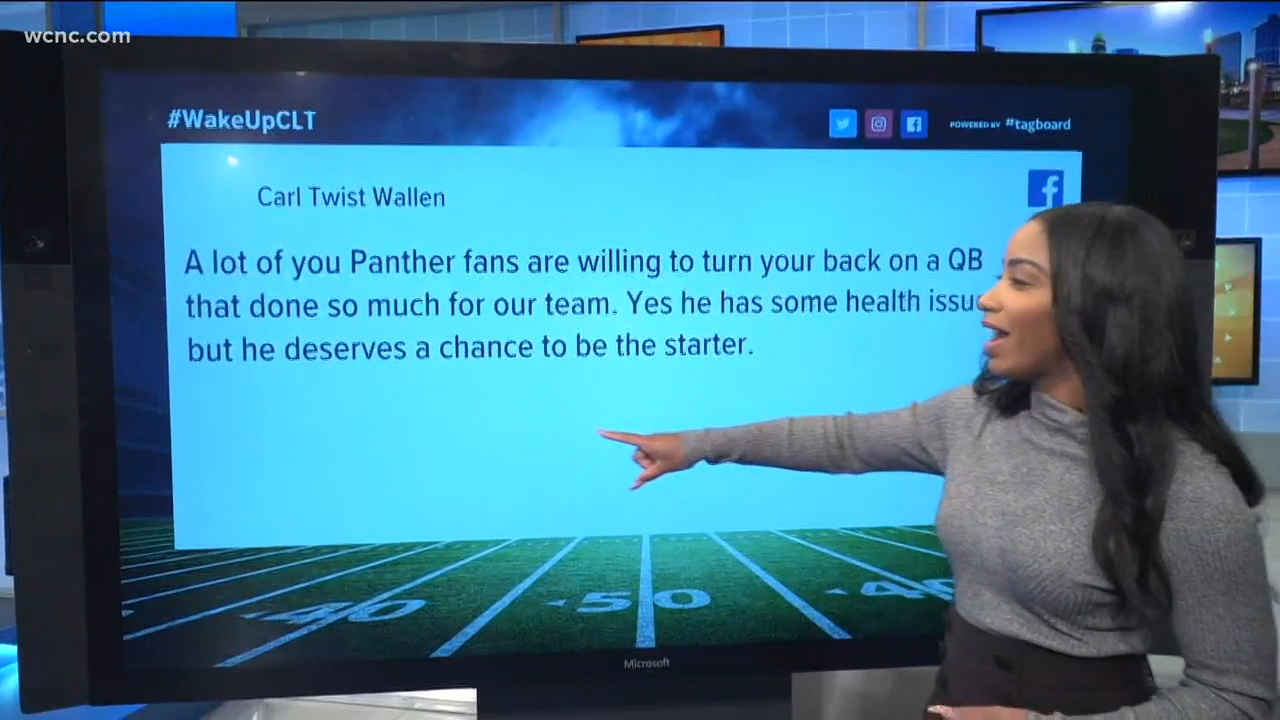 wcnc.com
#WakeUpCLT
POWERED BY #tagboard
Carl Twist Wallen
A lot of you Panther fans are willing to turn your back on a QB
that done so much for our team. Yes he has some health issu
but he deserves a chance to be the starter.
40 50 40
Microsoft